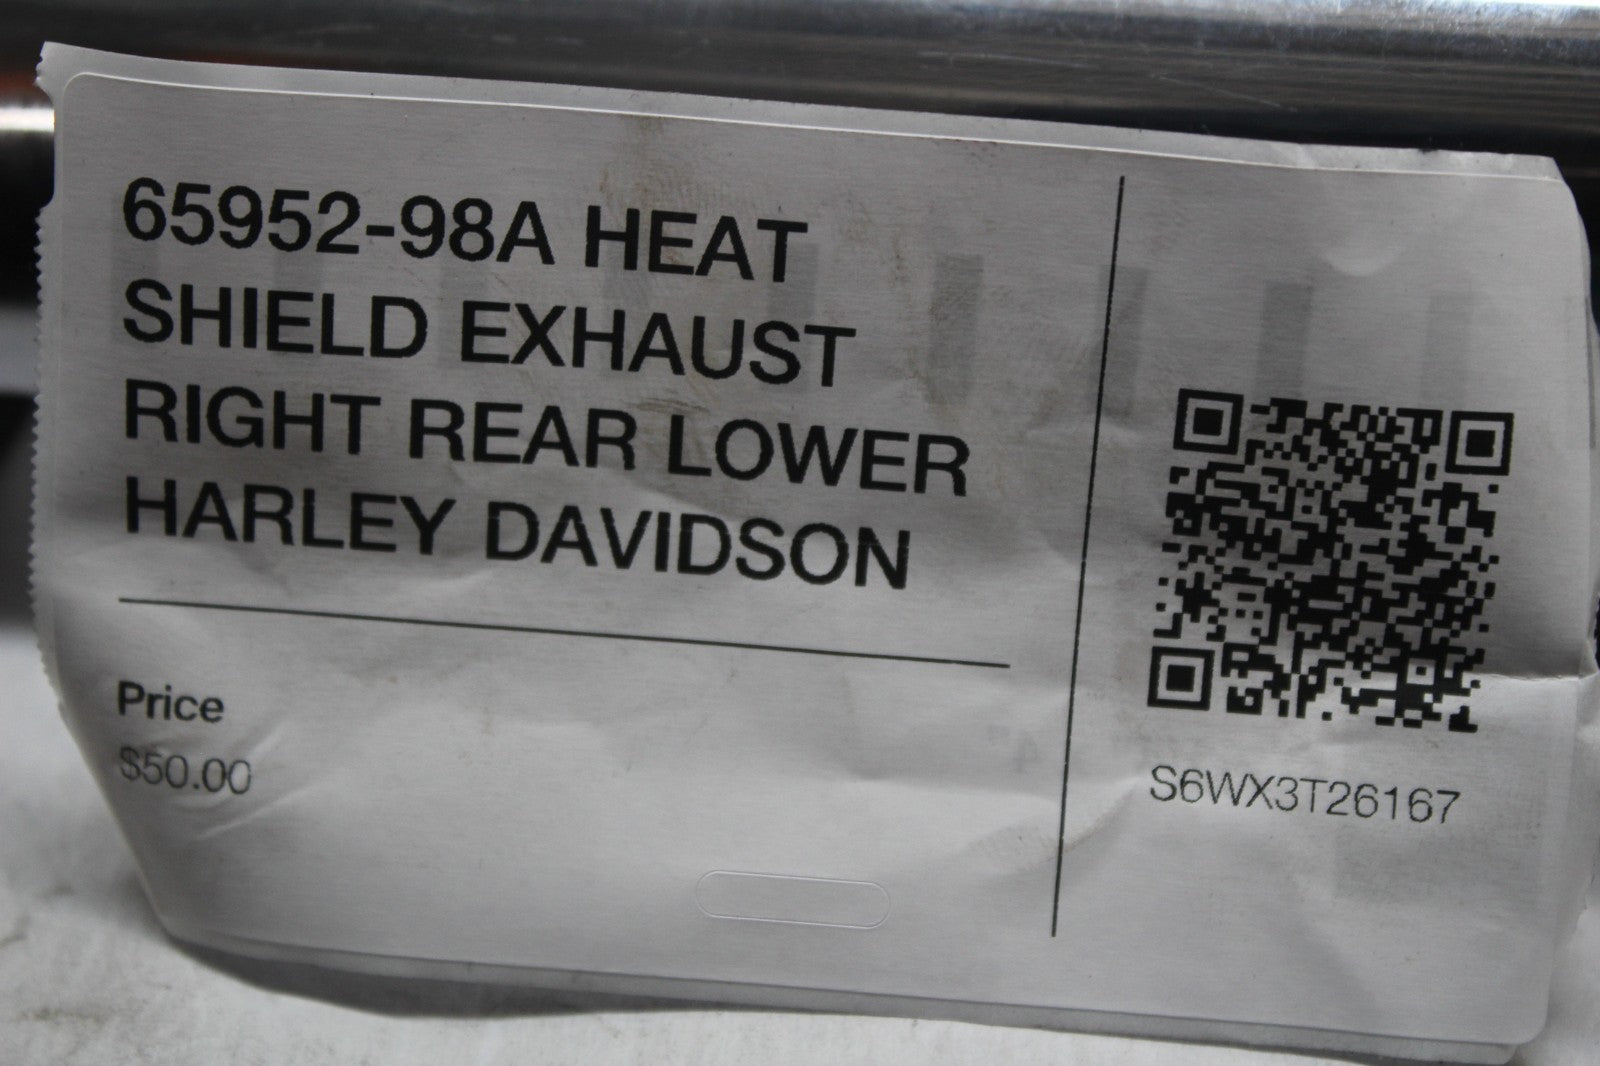 65952-98A HEAT
SHIELD EXHAUST
RIGHT REAR LOWER
HARLEY DAVIDSON
Price
$50.00
S6WX3T26167